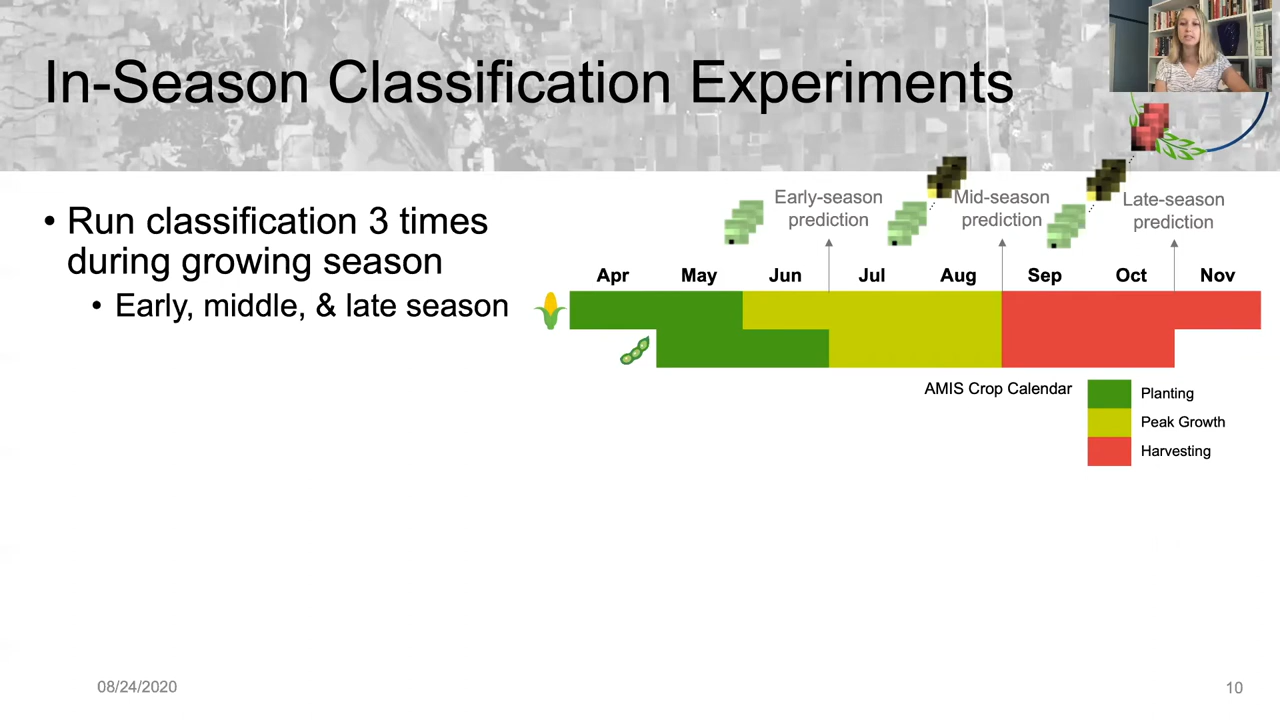 In-Season Classification Experiments
• Run classification 3 times
during growing season
• Early, middle, & late season
Early-season
prediction
Mid-season
prediction
Late-season
prediction
Apr May Jun Jul Aug Sep Oct Nov
AMIS Crop Calendar
Planting
Peak Growth
Harvesting
08/24/2020
10